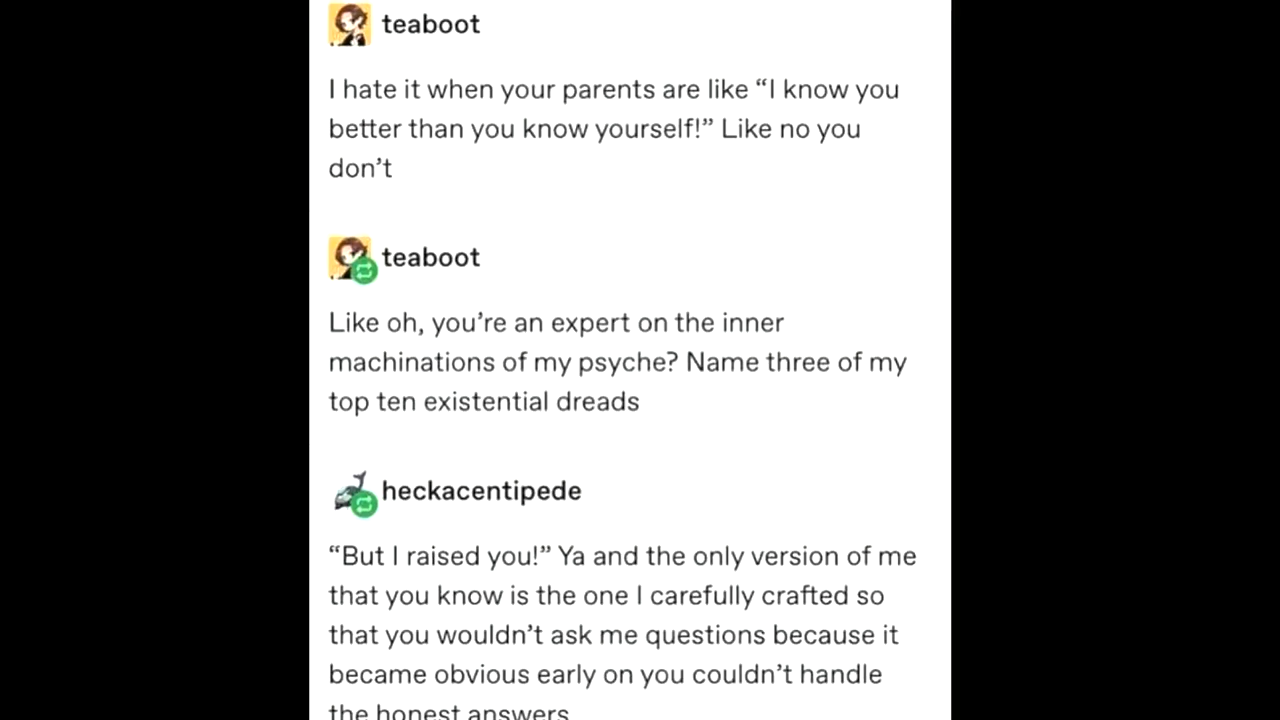 teaboot
I hate it when your parents are like “I know you
better than you know yourself!” Like no you
don’t
teaboot
Like oh, you’re an expert on the inner
machinations of my psyche? Name three of my
top ten existential dreads
heckacentipede
“But I raised you!” Ya and the only version of me
that you know is the one I carefully crafted so
that you wouldn’t ask me questions because it
became obvious early on you couldn’t handle
the honest answers